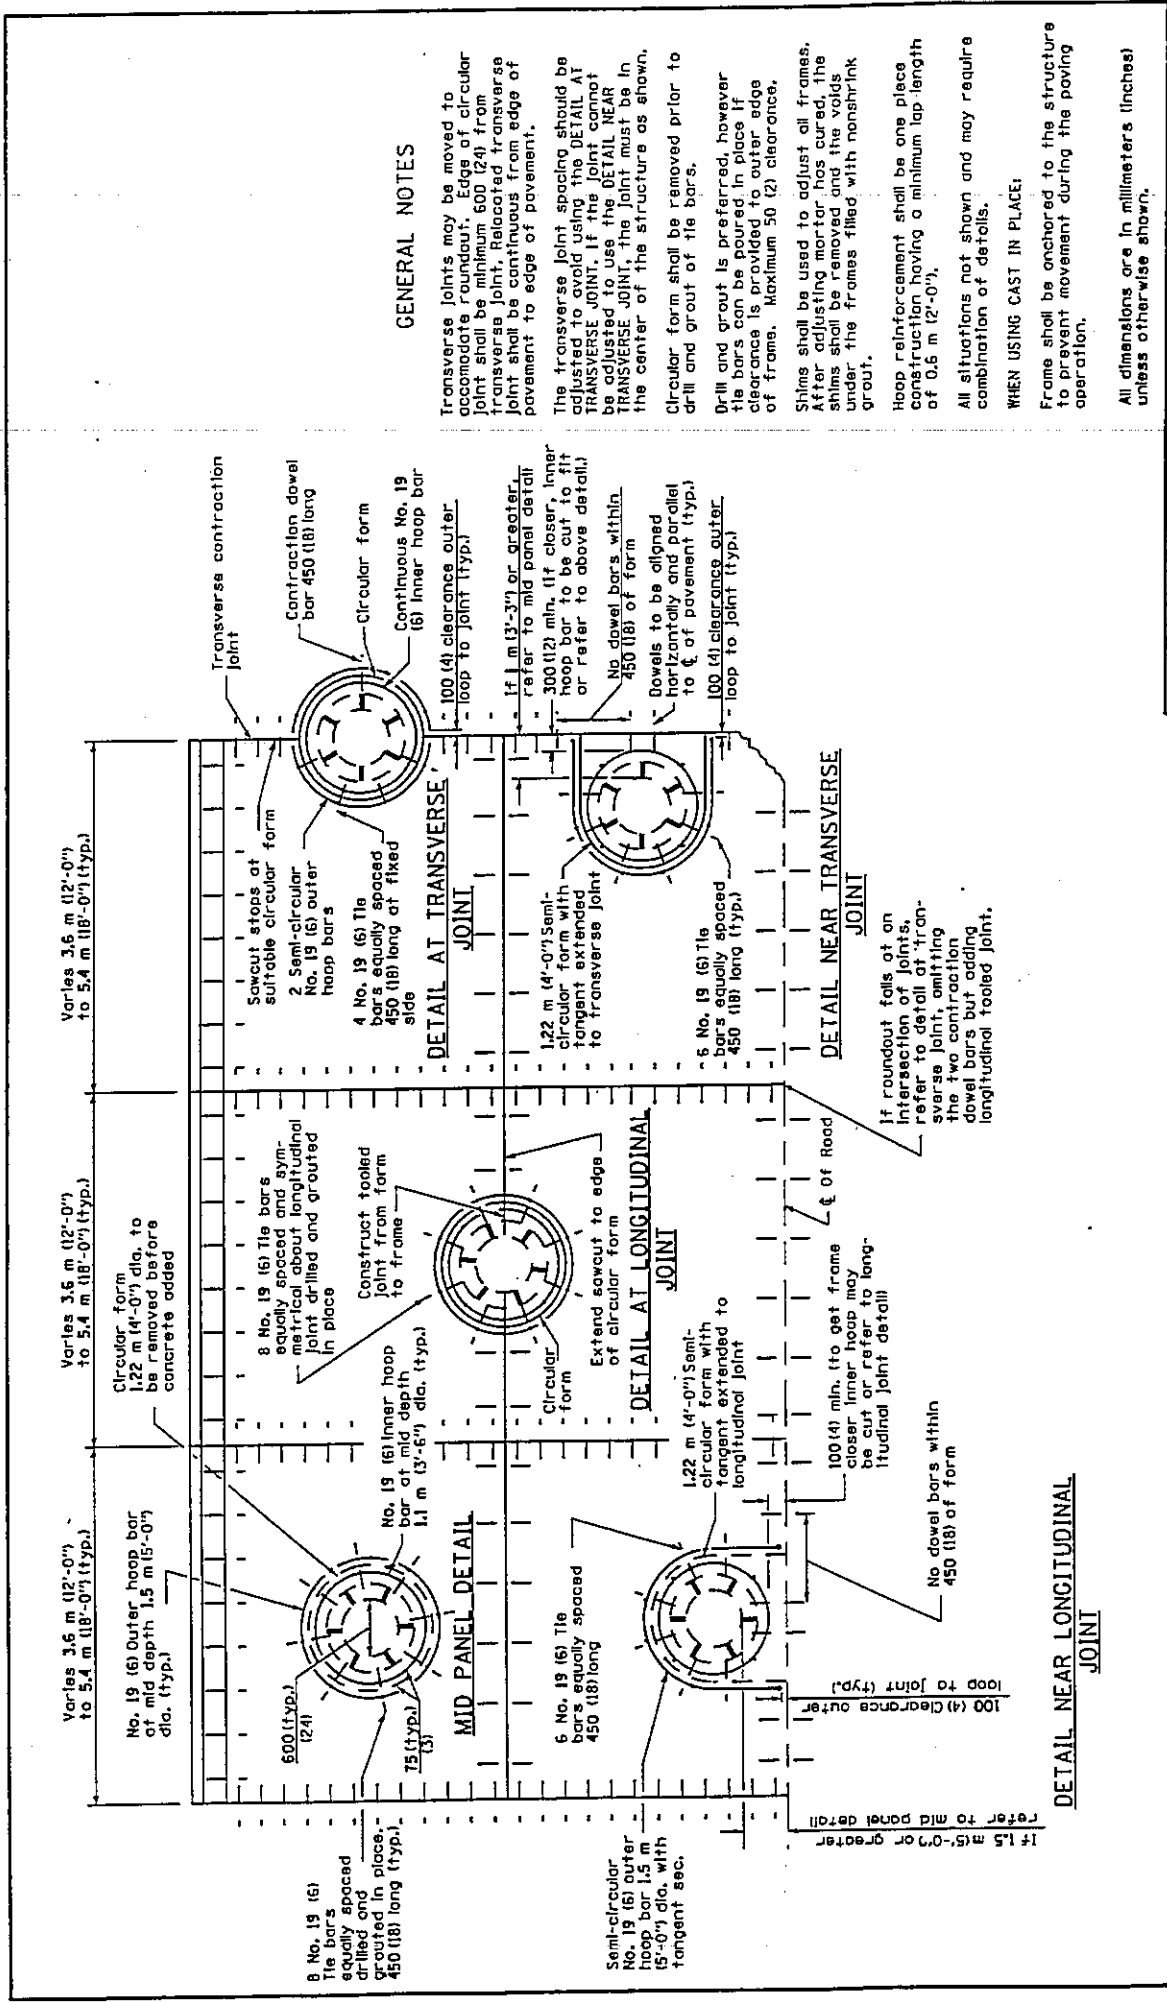 Varies 3.6 m (12'-0")
to 5.4 m (18'-0") (typ.)
Varies 3.6 m (12'-0")
to 5.4 m (18'-0") (typ.)
Varies 3.6 m (12'-0")
to 5.4 m (18'-0") (typ.)
No. 19 (6) Outer hoop bar
at mid depth 1.5 m (5'-0")
dia. (typ.)
Circular form
1.22 m (4'-0") dia. to
be removed before
concrete added
8 No. 19 (6)
Tie bars
equally spaced
drilled and
grouted in place.
450 (18) long (typ.)
600 (typ.)
(24)
75 (typ.)
(3)
No. 19 (6) Inner hoop
bar at mid depth
1.1 m (3'-6") dia. (typ.)
MID PANEL DETAIL
8 No. 19 (6) Tie bars
equally spaced and sym-
metrical about longitudinal
joint drilled and grouted
in place
Construct tooled
joint from form
to frame
Circular
form
Extend sawcut to edge
of circular form
DETAIL AT LONGITUDINAL
JOINT
Sawcut stops at
suitable circular form
2 Semi-circular
No. 19 (6) outer
hoop bars
4 No. 19 (6) Tie
bars equally spaced
450 (18) long at fixed
side
DETAIL AT TRANSVERSE
JOINT
Transverse contraction
joint
Contraction dowel
bar 450 (18) long
Circular form
Continuous No. 19
(6) Inner hoop bar
100 (4) clearance outer
loop to joint (typ.)
If 1 m (3'-3") or greater,
refer to mid panel detail
300 (12) min. (if closer, inner
hoop bar to be cut to fit
or refer to above detail.)
No dowel bars within
450 (18) of form
Dowels to be aligned
horizontally and parallel
to ℄ of pavement (typ.)
100 (4) clearance outer
loop to joint (typ.)
1.22 m (4'-0") Semi-
circular form with
tangent extended
to transverse joint
6 No. 19 (6) Tie
bars equally spaced
450 (18) long (typ.)
DETAIL NEAR TRANSVERSE
JOINT
If roundout falls at an
intersection of joints,
refer to detail at tran-
sverse joint, omitting
the two contraction
dowel bars but adding
longitudinal tooled joint.
℄ of Road
Semi-circular
No. 19 (6) outer
hoop bar 1.5 m
(5'-0") dia. with
tangent sec.
6 No. 19 (6) Tie
bars equally spaced
450 (18) long
1.22 m (4'-0") Semi-
circular form with
tangent extended to
longitudinal joint
100 (4) min. (to get frame
closer inner hoop may
be cut or refer to long-
itudinal joint detail)
No dowel bars within
450 (18) of form
100 (4) Clearance outer
loop to joint (typ.)
If 1.5 m (5'-0") or greater
refer to mid panel detail
DETAIL NEAR LONGITUDINAL
JOINT
GENERAL NOTES
Transverse joints may be moved to
accomodate roundout. Edge of circular
joint shall be minimum 600 (24) from
transverse joint. Relocated transverse
joint shall be continuous from edge of
pavement to edge of pavement.
The transverse joint spacing should be
adjusted to avoid using the DETAIL AT
TRANSVERSE JOINT. If the joint cannot
be adjusted to use the DETAIL NEAR
TRANSVERSE JOINT, the joint must be in
the center of the structure as shown.
Circular form shall be removed prior to
drill and grout of tie bars.
Drill and grout is preferred, however
tie bars can be poured in place if
clearance is provided to outer edge
of frame. Maximum 50 (2) clearance.
Shims shall be used to adjust all frames.
After adjusting mortar has cured, the
shims shall be removed and the voids
under the frames filled with nonshrink
grout.
Hoop reinforcement shall be one piece
construction having a minimum lap length
of 0.6 m (2'-0").
All situations not shown and may require
combination of details.
WHEN USING CAST IN PLACE:
Frame shall be anchored to the structure
to prevent movement during the paving
operation.
All dimensions are in millimeters (inches)
unless otherwise shown.